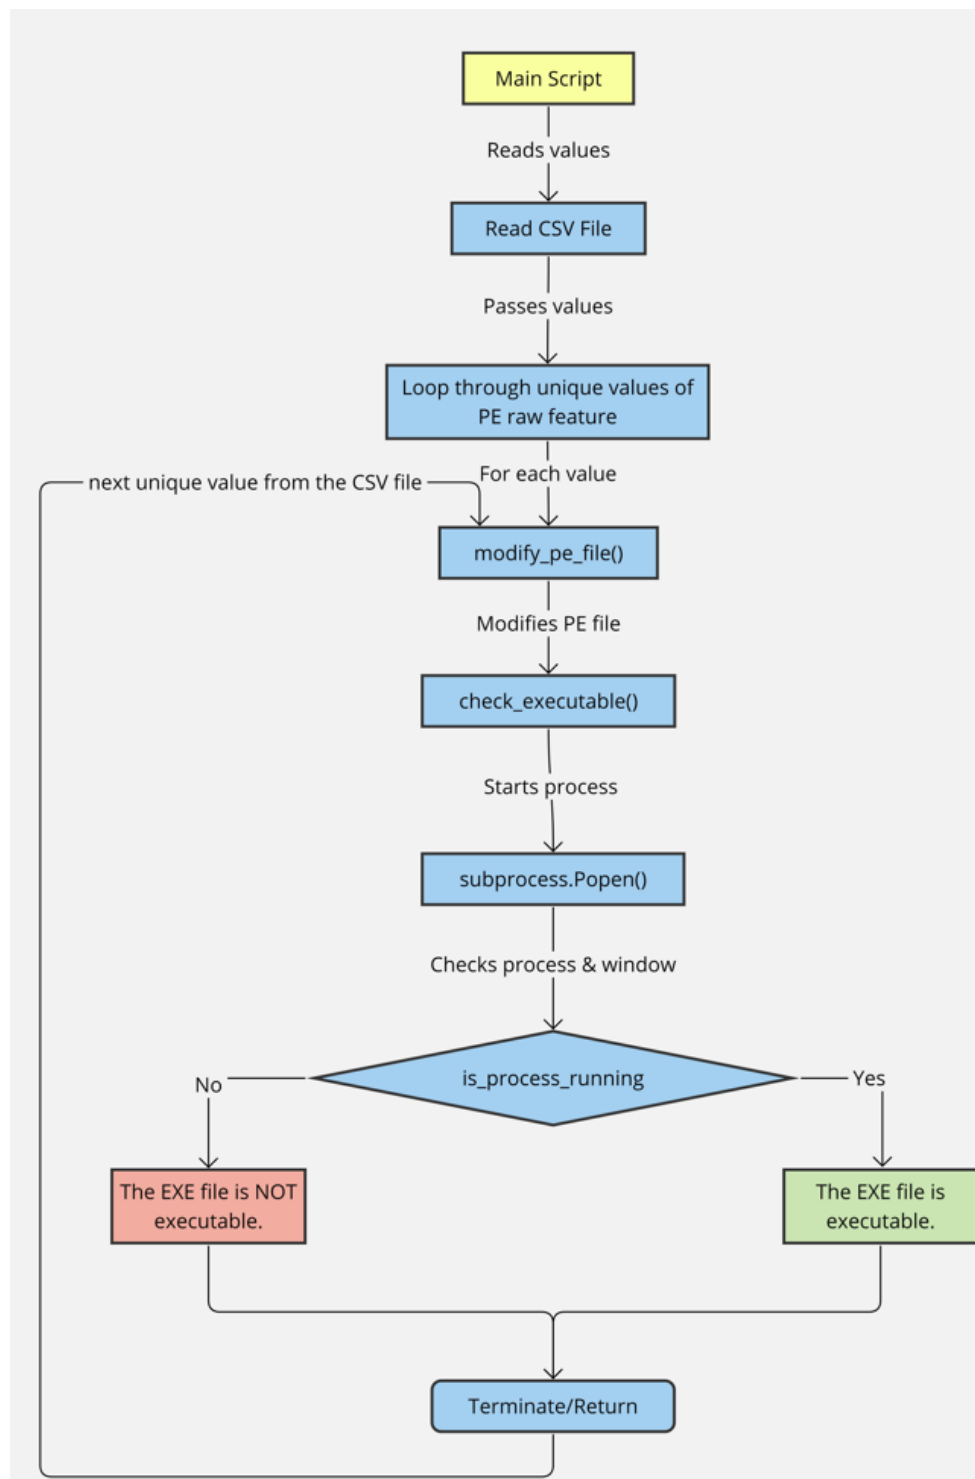 Main Script
Reads values
Read CSV File
Passes values
Loop through unique values of
PE raw feature
For each value
next unique value from the CSV file
modify_pe_file()
Modifies PE file
check_executable()
Starts process
subprocess.Popen()
Checks process & window
is_process_running
No
Yes
The EXE file is NOT
executable.
The EXE file is
executable.
Terminate/Return